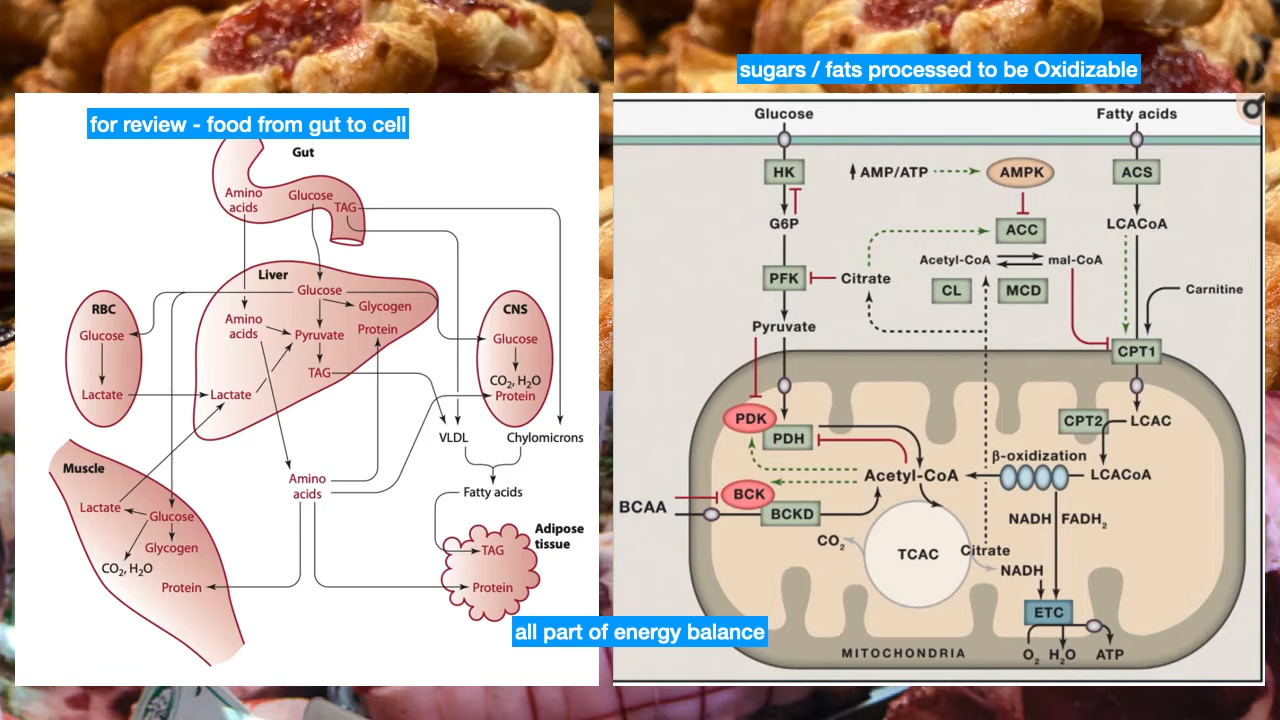 sugars / fats processed to be Oxidizable
for review - food from gut to cell
Gut
Amino
acids
Glucose
TAG
Liver
Glucose
Glycogen
Amino
acids
Pyruvate
Protein
TAG
Lactate
RBC
Glucose
Lactate
CNS
Glucose
CO2, H2O
Protein
VLDL
Chylomicrons
Muscle
Lactate
Glucose
Glycogen
CO2, H2O
Protein
Amino
acids
Fatty acids
Adipose
tissue
TAG
Protein
all part of energy balance
Glucose
Fatty acids
HK
AMP/ATP
AMPK
ACS
G6P
ACC
LCACoA
Acetyl-CoA
mal-CoA
PFK
Citrate
CL
MCD
Carnitine
Pyruvate
CPT1
PDK
PDH
CPT2
LCAC
β-oxidization
Acetyl-CoA
LCACoA
BCAA
BCK
BCKD
NADH
FADH2
CO2
TCAC
Citrate
NADH
ETC
MITOCHONDRIA
O2
H2O
ATP